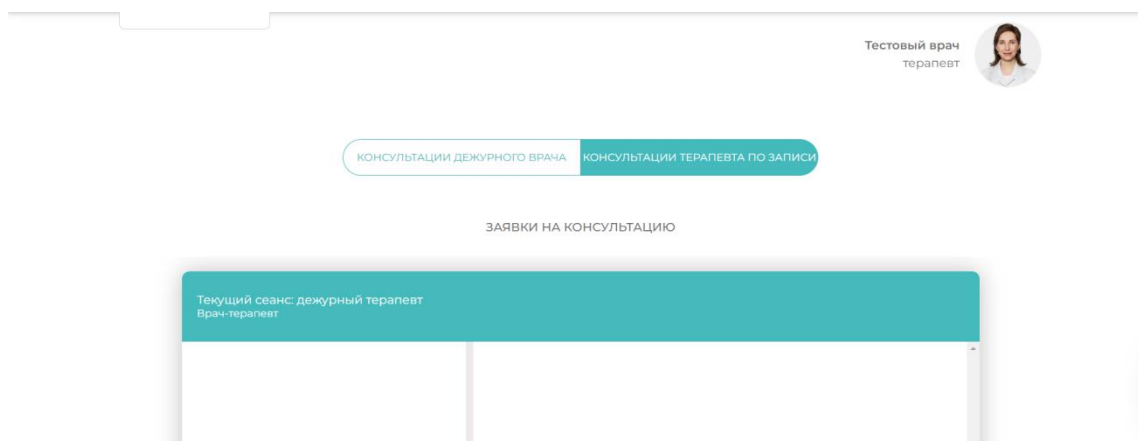 Тестовый врач
терапевт
КОНСУЛЬТАЦИИ ДЕЖУРНОГО ВРАЧА
КОНСУЛЬТАЦИИ ТЕРАПЕВТА ПО ЗАПИСИ
ЗАЯВКИ НА КОНСУЛЬТАЦИЮ
Текущий сеанс: дежурный терапевт
Врач-терапевт